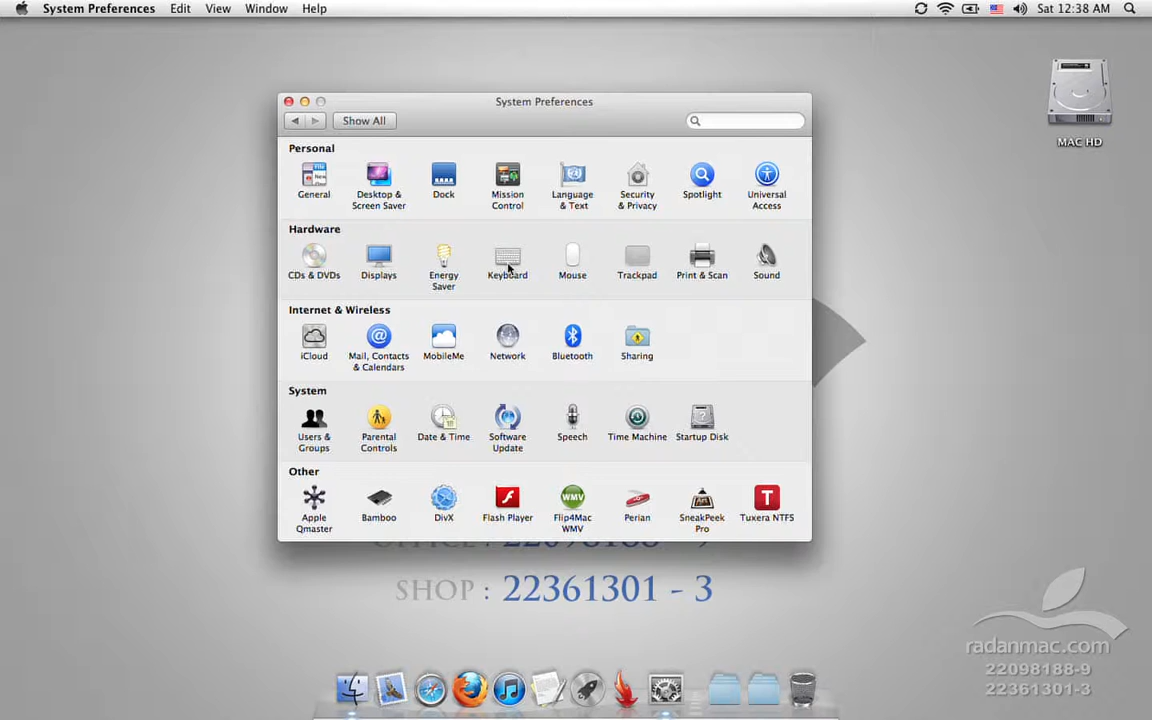 System Preferences Edit View Window Help Sat 12:38 AM
MAC HD
System Preferences
Show All
Personal
General
Desktop &
Screen Saver
Dock
Mission
Control
Language
& Text
Security
& Privacy
Spotlight
Universal
Access
Hardware
CDs & DVDs
Displays
Energy
Saver
Keyboard
Mouse
Trackpad
Print & Scan
Sound
Internet & Wireless
iCloud
Mail, Contacts
& Calendars
MobileMe
Network
Bluetooth
Sharing
System
Users &
Groups
Parental
Controls
Date & Time
Software
Update
Speech
Time Machine
Startup Disk
Other
Apple
Qmaster
Bamboo
DivX
Flash Player
WMV
Flip4Mac
WMV
Perian
SneakPeek
Pro
T
Tuxera NTFS
OFFICE : 22098188 - 9
SHOP : 22361301 - 3
radanmac.com
22098188-9
22361301-3